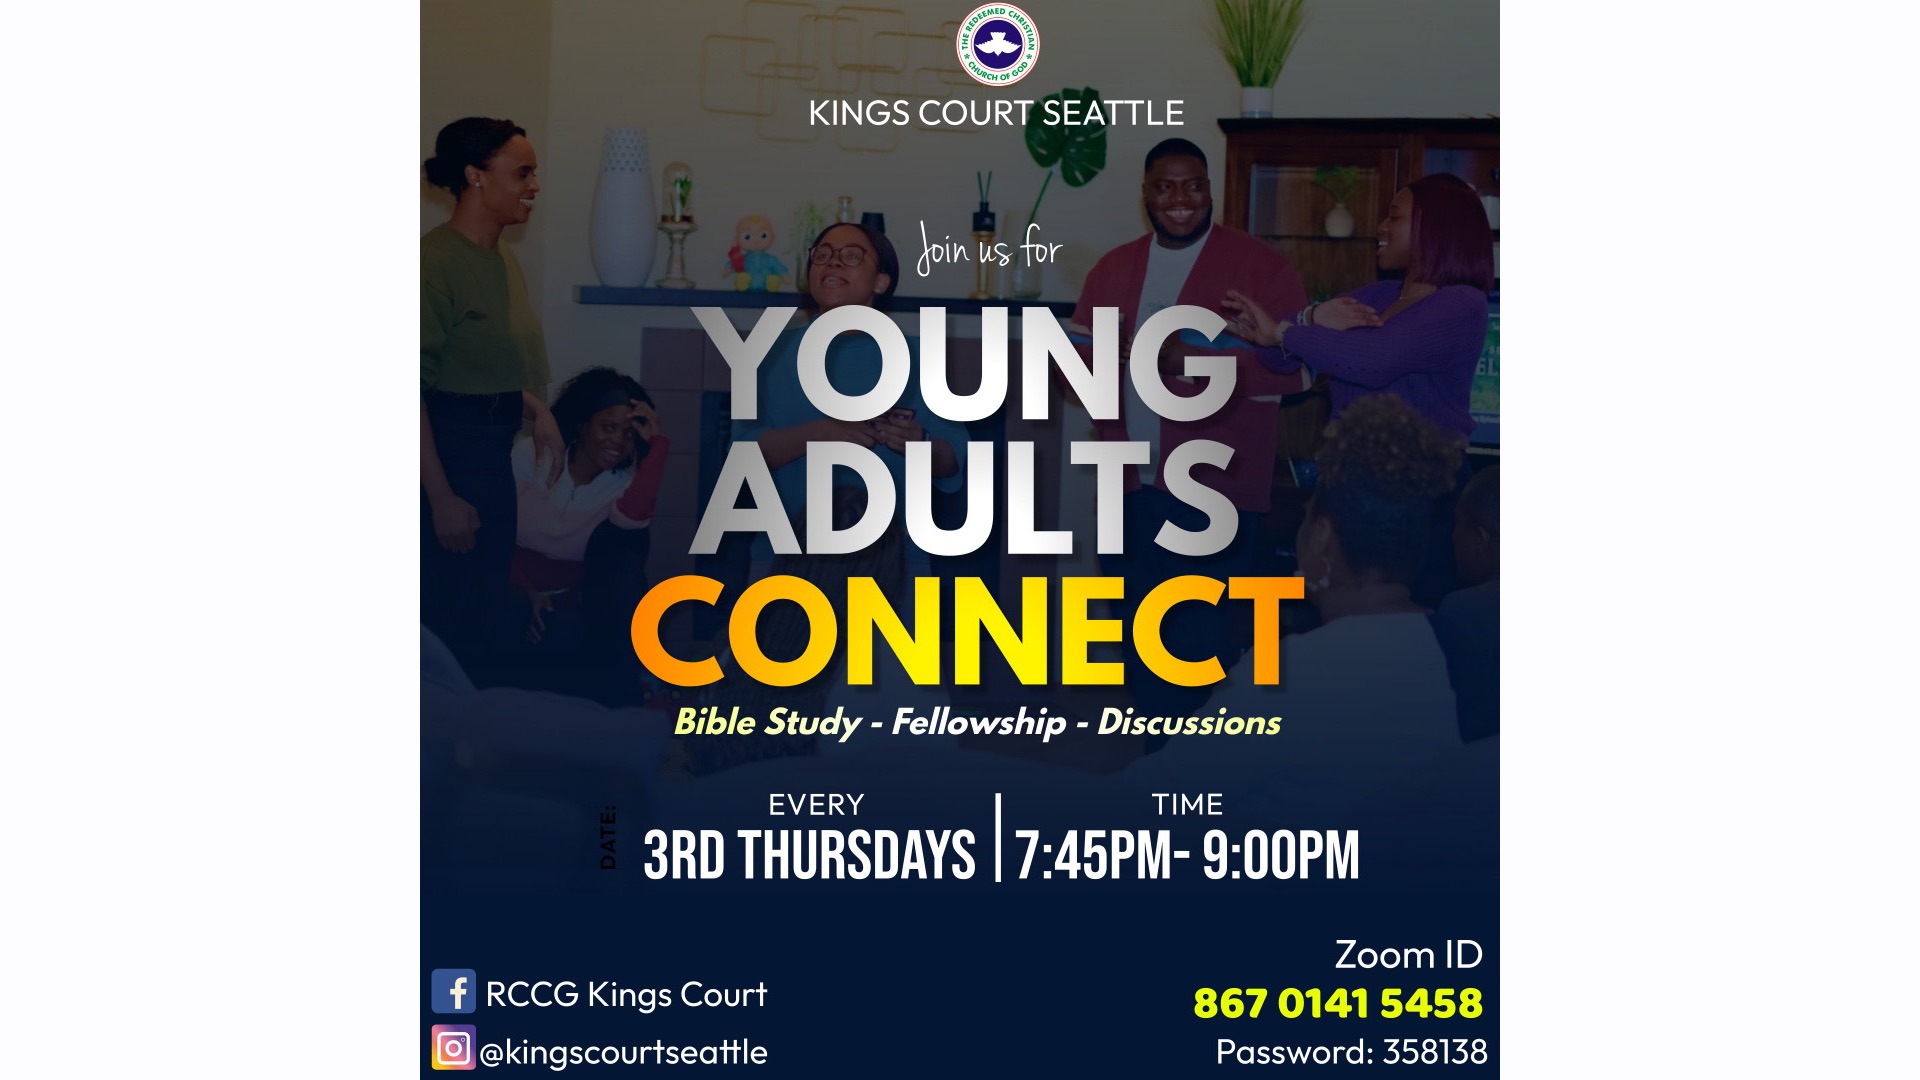 THE REDEEMED CHRISTIAN
CHURCH OF GOD
KINGS COURT SEATTLE
Join us for
YOUNG
ADULTS
CONNECT
Bible Study - Fellowship - Discussions
DATE:
EVERY
3RD THURSDAYS
TIME
7:45PM- 9:00PM
RCCG Kings Court
@kingscourtseattle
Zoom ID
867 0141 5458
Password: 358138